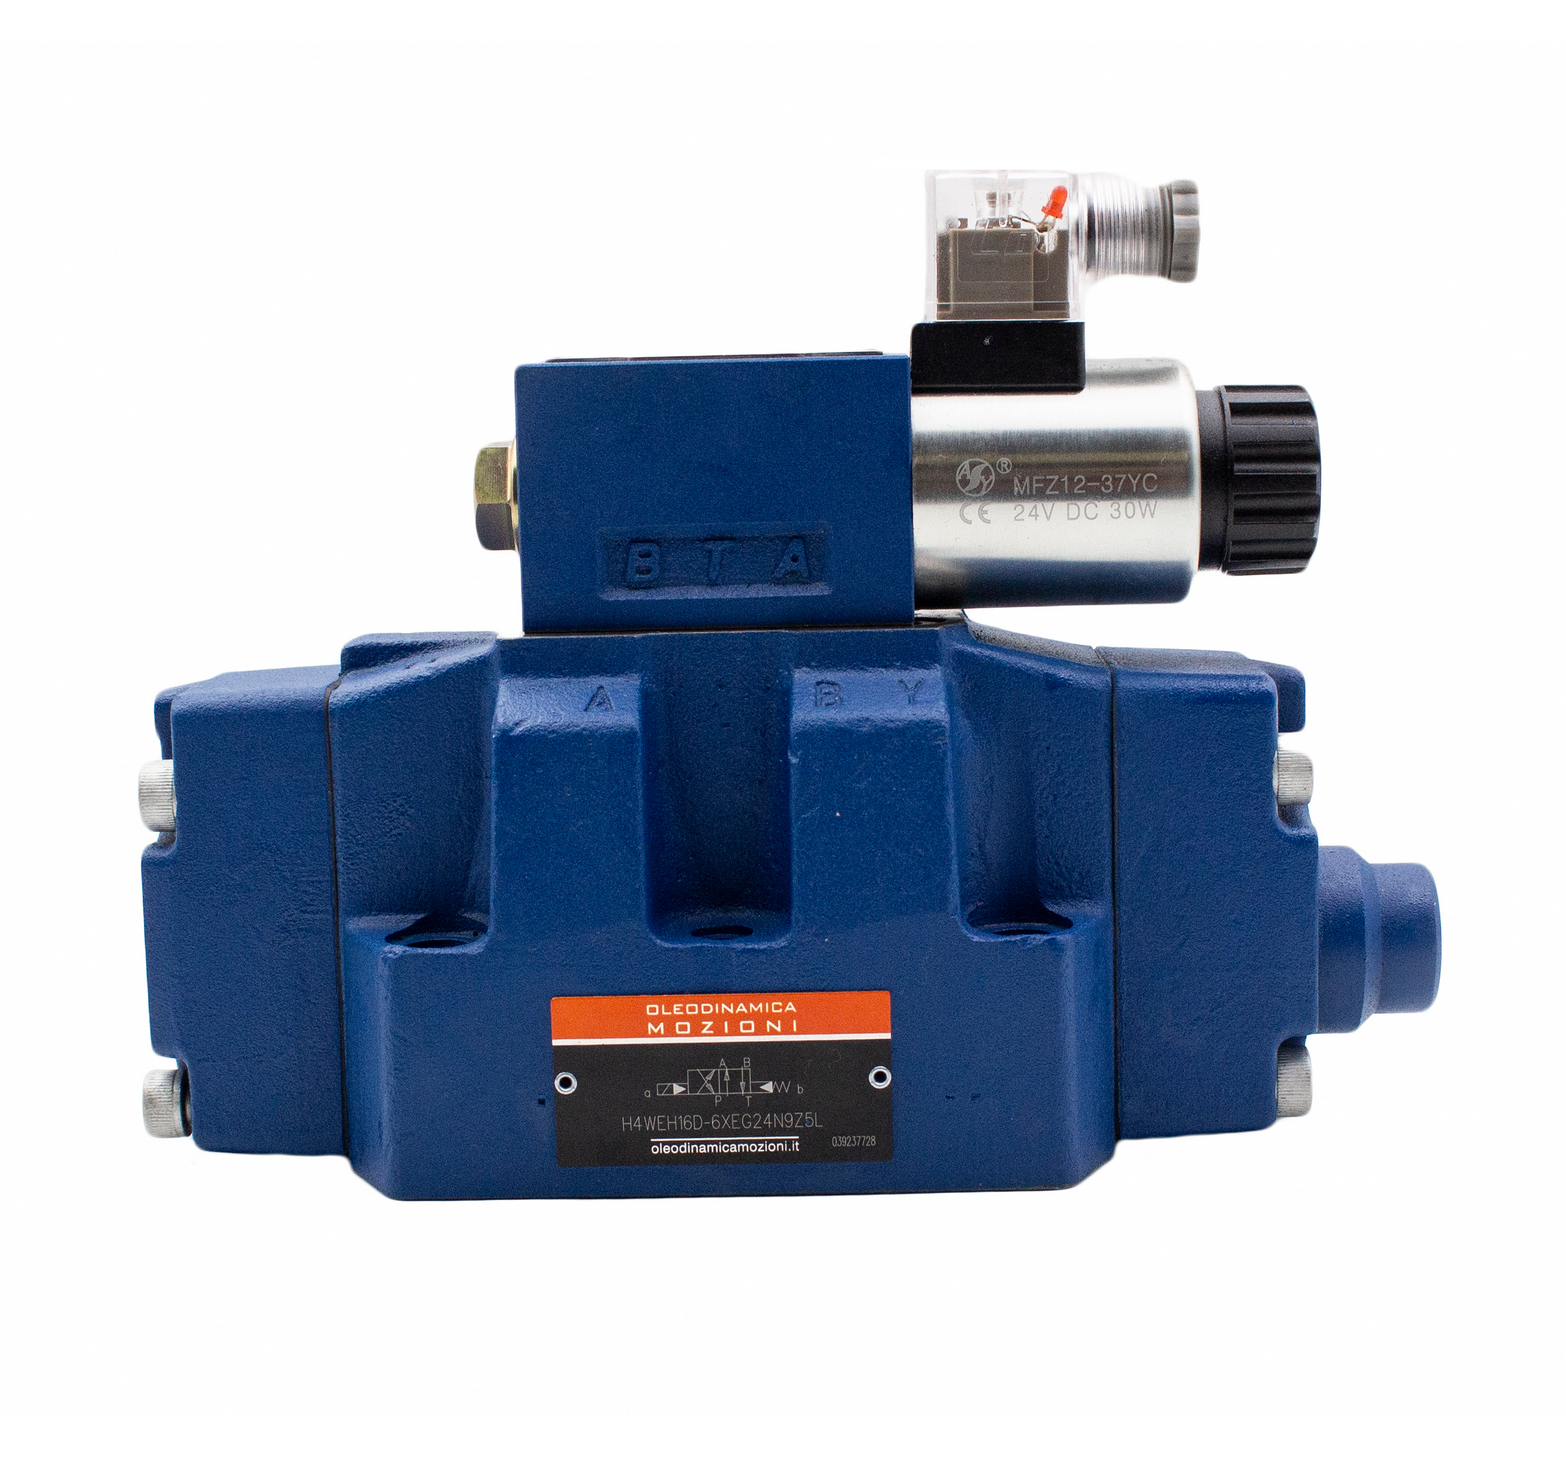 A S Y ®
MFZ12-37YC
CE 24V DC 30W
B T A
A B Y
OLEODINAMICA
MOZIONI
A B
a b
P T
H4WEH16D-6XEG24N9Z5L
oleodinamicamozioni.it
039237728